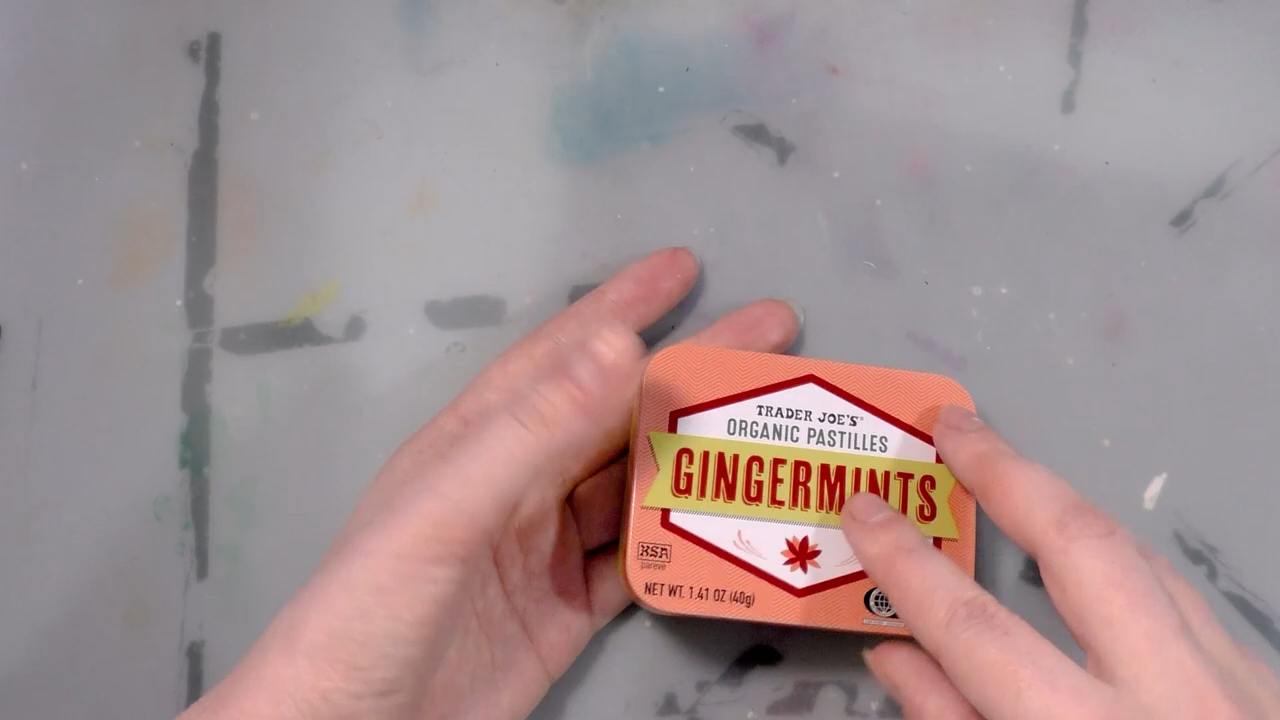 TRADER JOE'S®
ORGANIC PASTILLES
GINGERMINTS
KSA
pareve
NET WT. 1.41 OZ (40g)